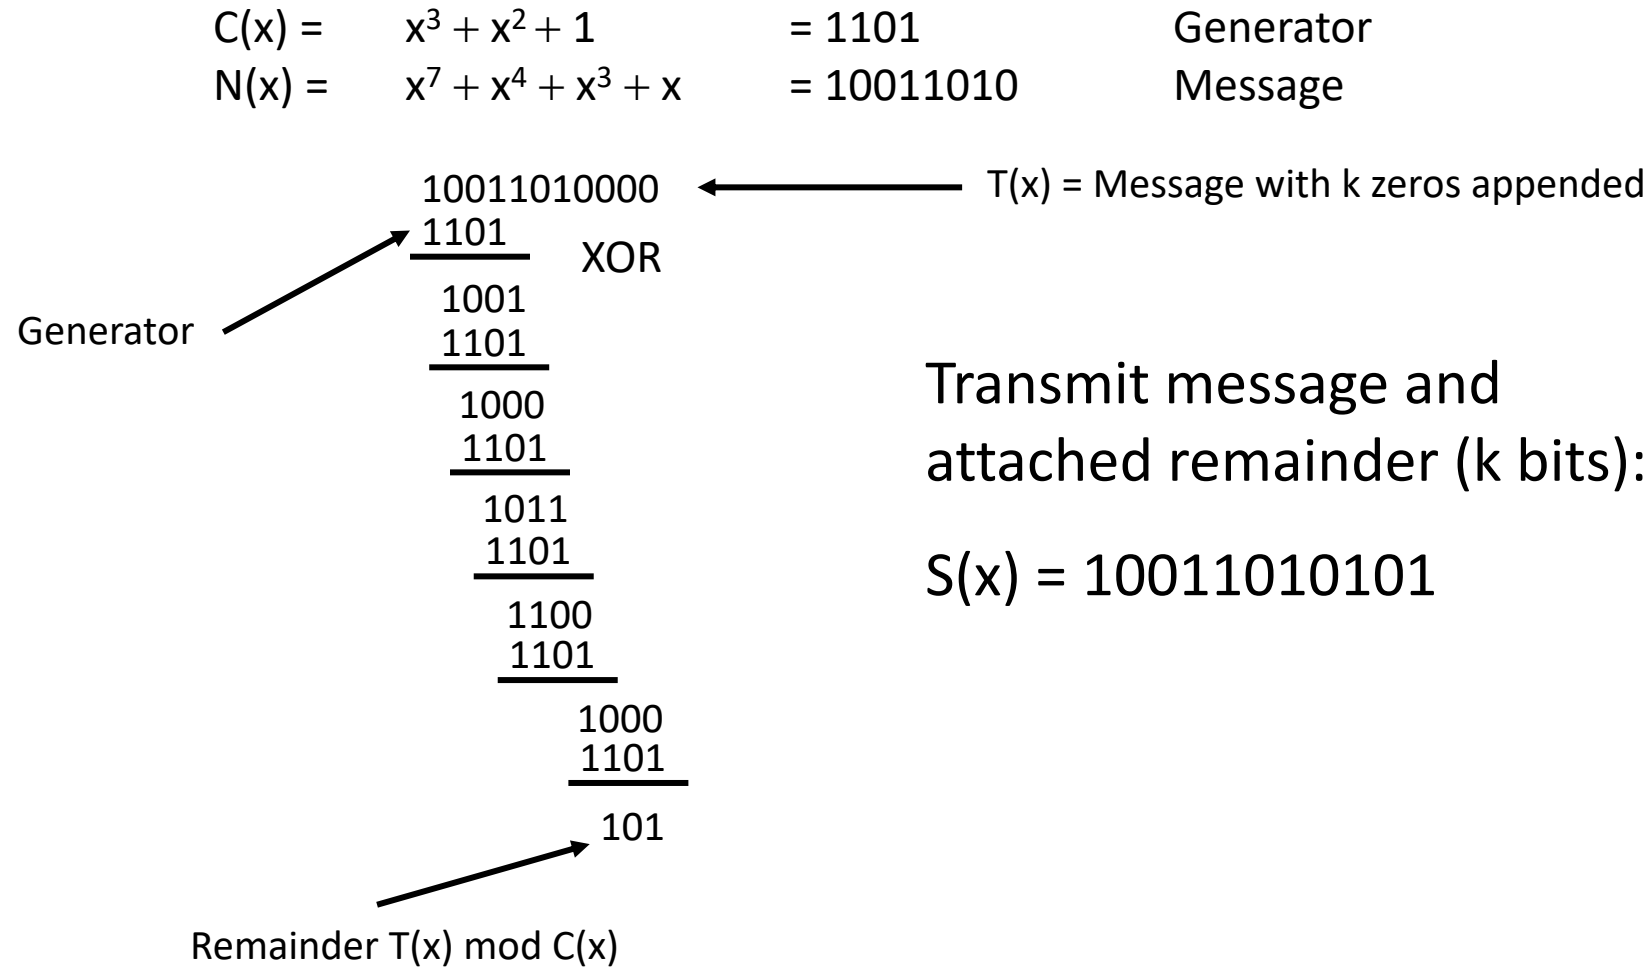 C(x) = x³ + x² + 1 = 1101 Generator
N(x) = x⁷ + x⁴ + x³ + x = 10011010 Message
10011010000 T(x) = Message with k zeros appended
1101
XOR
1001
Generator
1101
1000
1101
1011
1101
1100
1101
1000
1101
101
Remainder T(x) mod C(x)
Transmit message and
attached remainder (k bits):
S(x) = 10011010101